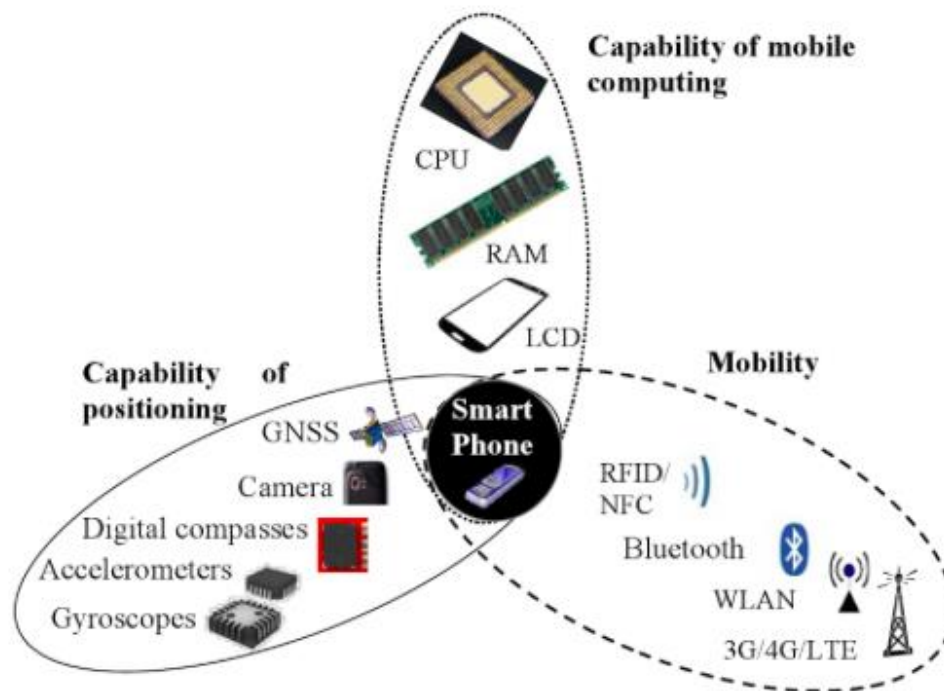 Capability of mobile
computing
CPU
RAM
LCD
Capability of
positioning
Mobility
Smart
Phone
GNSS
Camera
Digital compasses
Accelerometers
Gyroscopes
RFID/
NFC
Bluetooth
WLAN
3G/4G/LTE